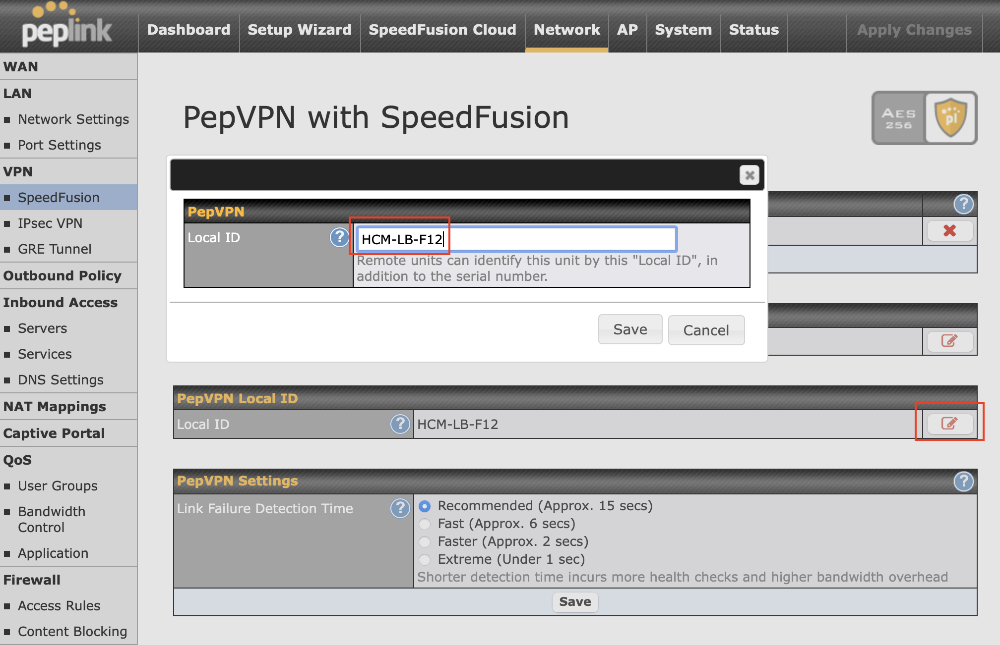 peplink
Dashboard
Setup Wizard
SpeedFusion Cloud
Network
AP
System
Status
Apply Changes
WAN
LAN
Network Settings
Port Settings
VPN
SpeedFusion
IPsec VPN
GRE Tunnel
Outbound Policy
Inbound Access
Servers
Services
DNS Settings
NAT Mappings
Captive Portal
QoS
User Groups
Bandwidth
Control
Application
Firewall
Access Rules
Content Blocking
PepVPN with SpeedFusion
AES
256
pl
?
PepVPN
Local ID
?
HCM-LB-F12
Remote units can identify this unit by this "Local ID", in
addition to the serial number.
Save
Cancel
PepVPN Local ID
Local ID
?
HCM-LB-F12
PepVPN Settings
?
Link Failure Detection Time
?
Recommended (Approx. 15 secs)
Fast (Approx. 6 secs)
Faster (Approx. 2 secs)
Extreme (Under 1 sec)
Shorter detection time incurs more health checks and higher bandwidth overhead
Save